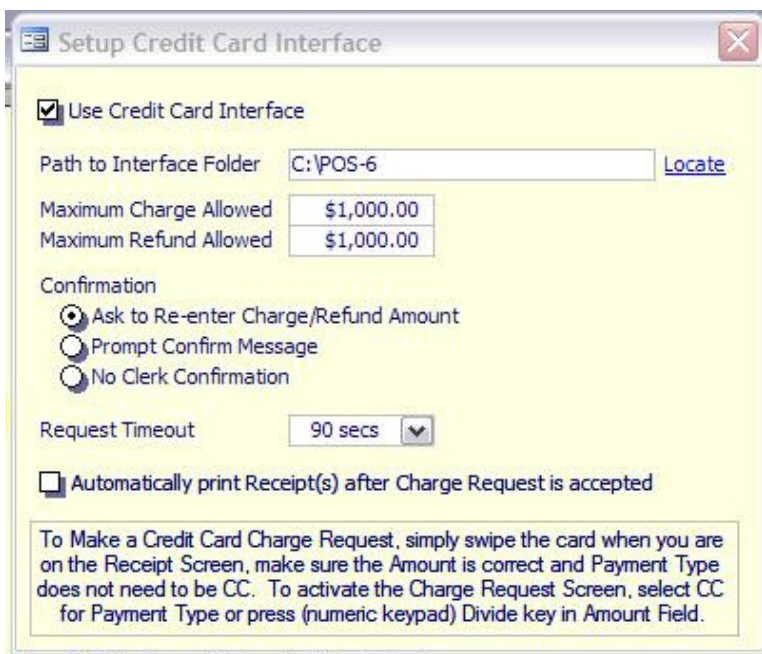 Setup Credit Card Interface
Use Credit Card Interface
Path to Interface Folder C:\POS-6 Locate
Maximum Charge Allowed $1,000.00
Maximum Refund Allowed $1,000.00
Confirmation
Ask to Re-enter Charge/Refund Amount
Prompt Confirm Message
No Clerk Confirmation
Request Timeout 90 secs
Automatically print Receipt(s) after Charge Request is accepted
To Make a Credit Card Charge Request, simply swipe the card when you are
on the Receipt Screen, make sure the Amount is correct and Payment Type
does not need to be CC. To activate the Charge Request Screen, select CC
for Payment Type or press (numeric keypad) Divide key in Amount Field.